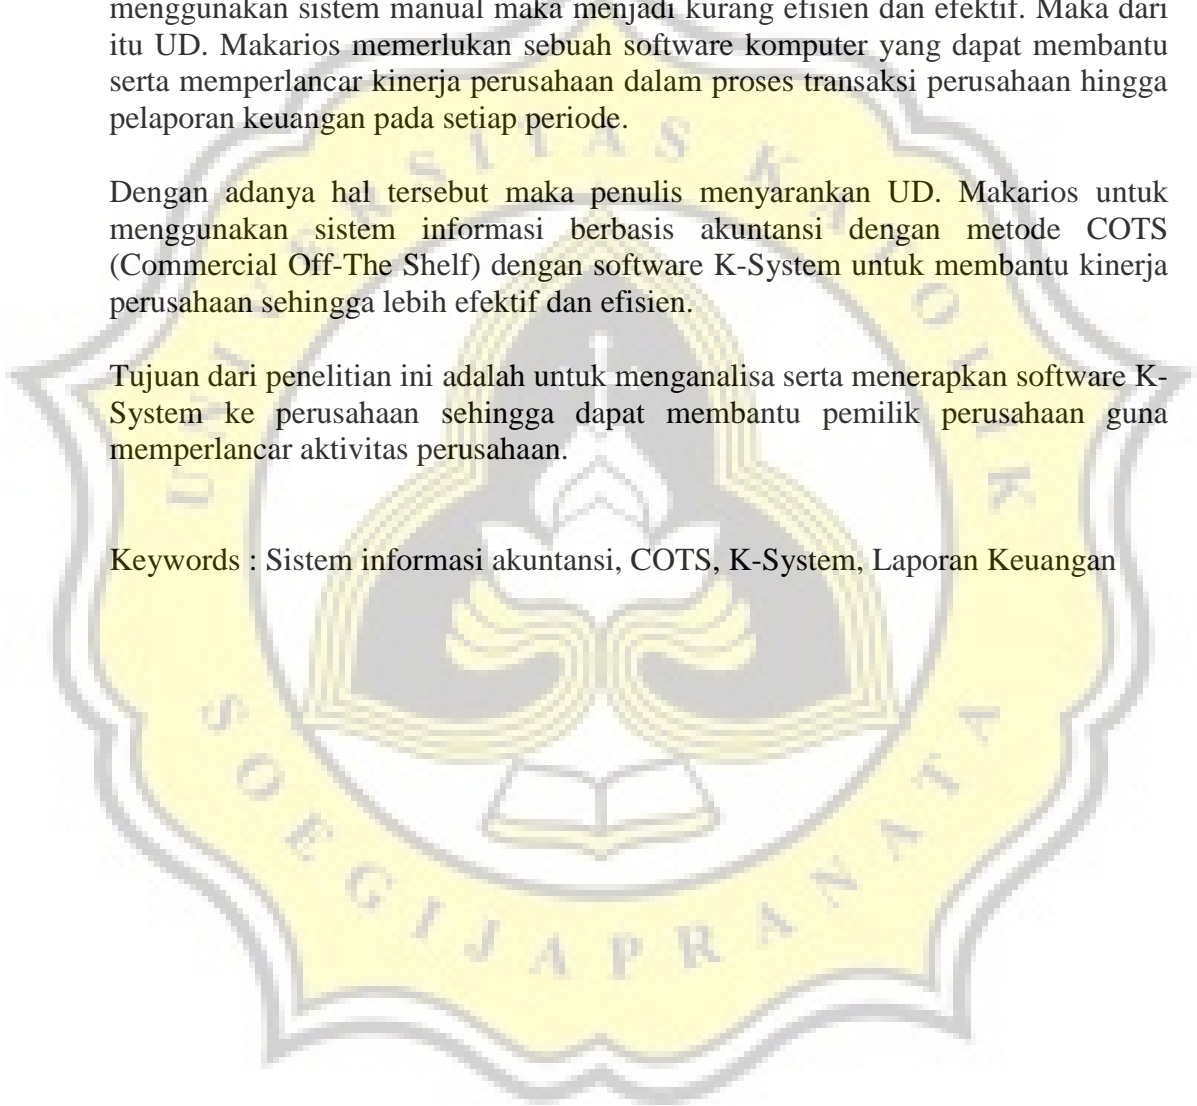 menggunakan sistem manual maka menjadi kurang efisien dan efektif. Maka dari
itu UD. Makarios memerlukan sebuah software komputer yang dapat membantu
serta memperlancar kinerja perusahaan dalam proses transaksi perusahaan hingga
pelaporan keuangan pada setiap periode.
Dengan adanya hal tersebut maka penulis menyarankan UD. Makarios untuk
menggunakan sistem informasi berbasis akuntansi dengan metode COTS
(Commercial Off-The Shelf) dengan software K-System untuk membantu kinerja
perusahaan sehingga lebih efektif dan efisien.
Tujuan dari penelitian ini adalah untuk menganalisa serta menerapkan software K-
System ke perusahaan sehingga dapat membantu pemilik perusahaan guna
memperlancar aktivitas perusahaan.
Keywords : Sistem informasi akuntansi, COTS, K-System, Laporan Keuangan
UNIVERSITAS KATOLIK
SOEGIJAPRANATA